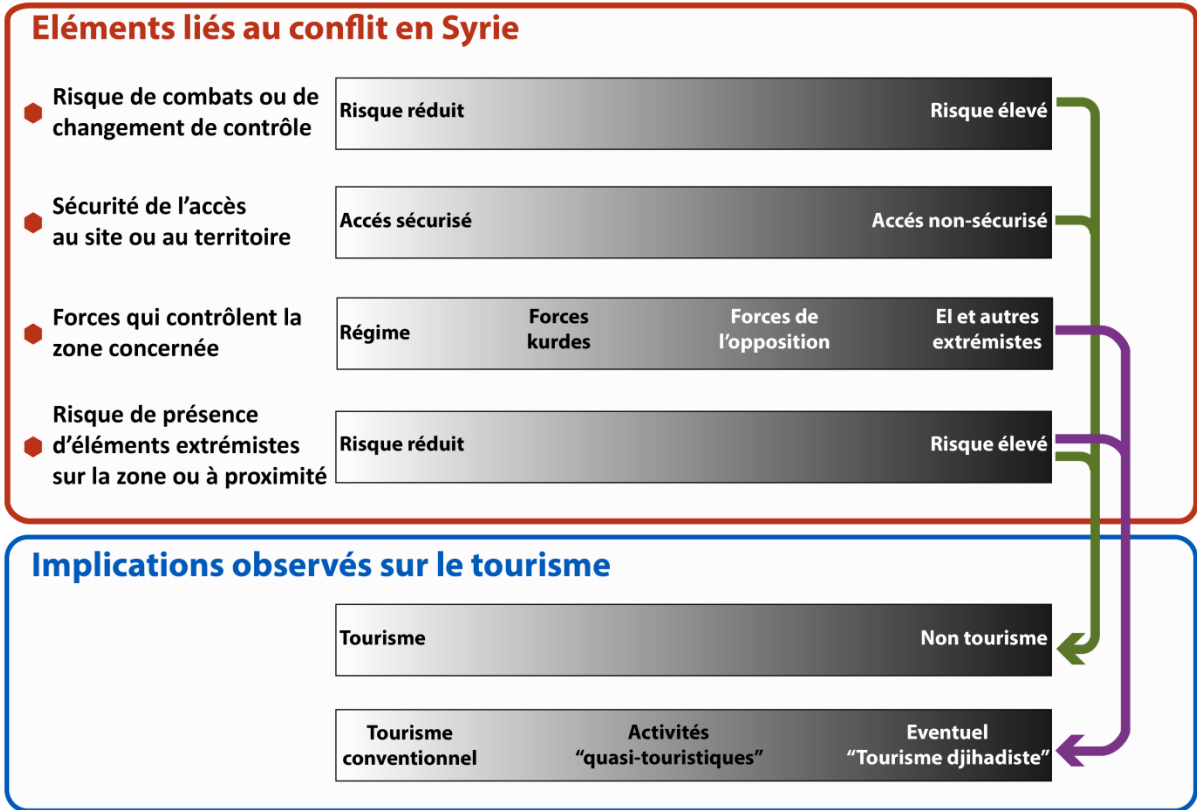 Eléments liés au conflit en Syrie
Risque de combats ou de
changement de contrôle
Risque réduit
Risque élevé
Sécurité de l’accès
au site ou au territoire
Accés sécurisé
Accés non-sécurisé
Forces qui contrôlent la
zone concernée
Régime
Forces
kurdes
Forces de
l’opposition
EI et autres
extrémistes
Risque de présence
d’éléments extrémistes
sur la zone ou à proximité
Risque réduit
Risque élevé
Implications observés sur le tourisme
Tourisme
Non tourisme
Tourisme
conventionnel
Activités
“quasi-touristiques”
Eventuel
“Tourisme djihadiste”